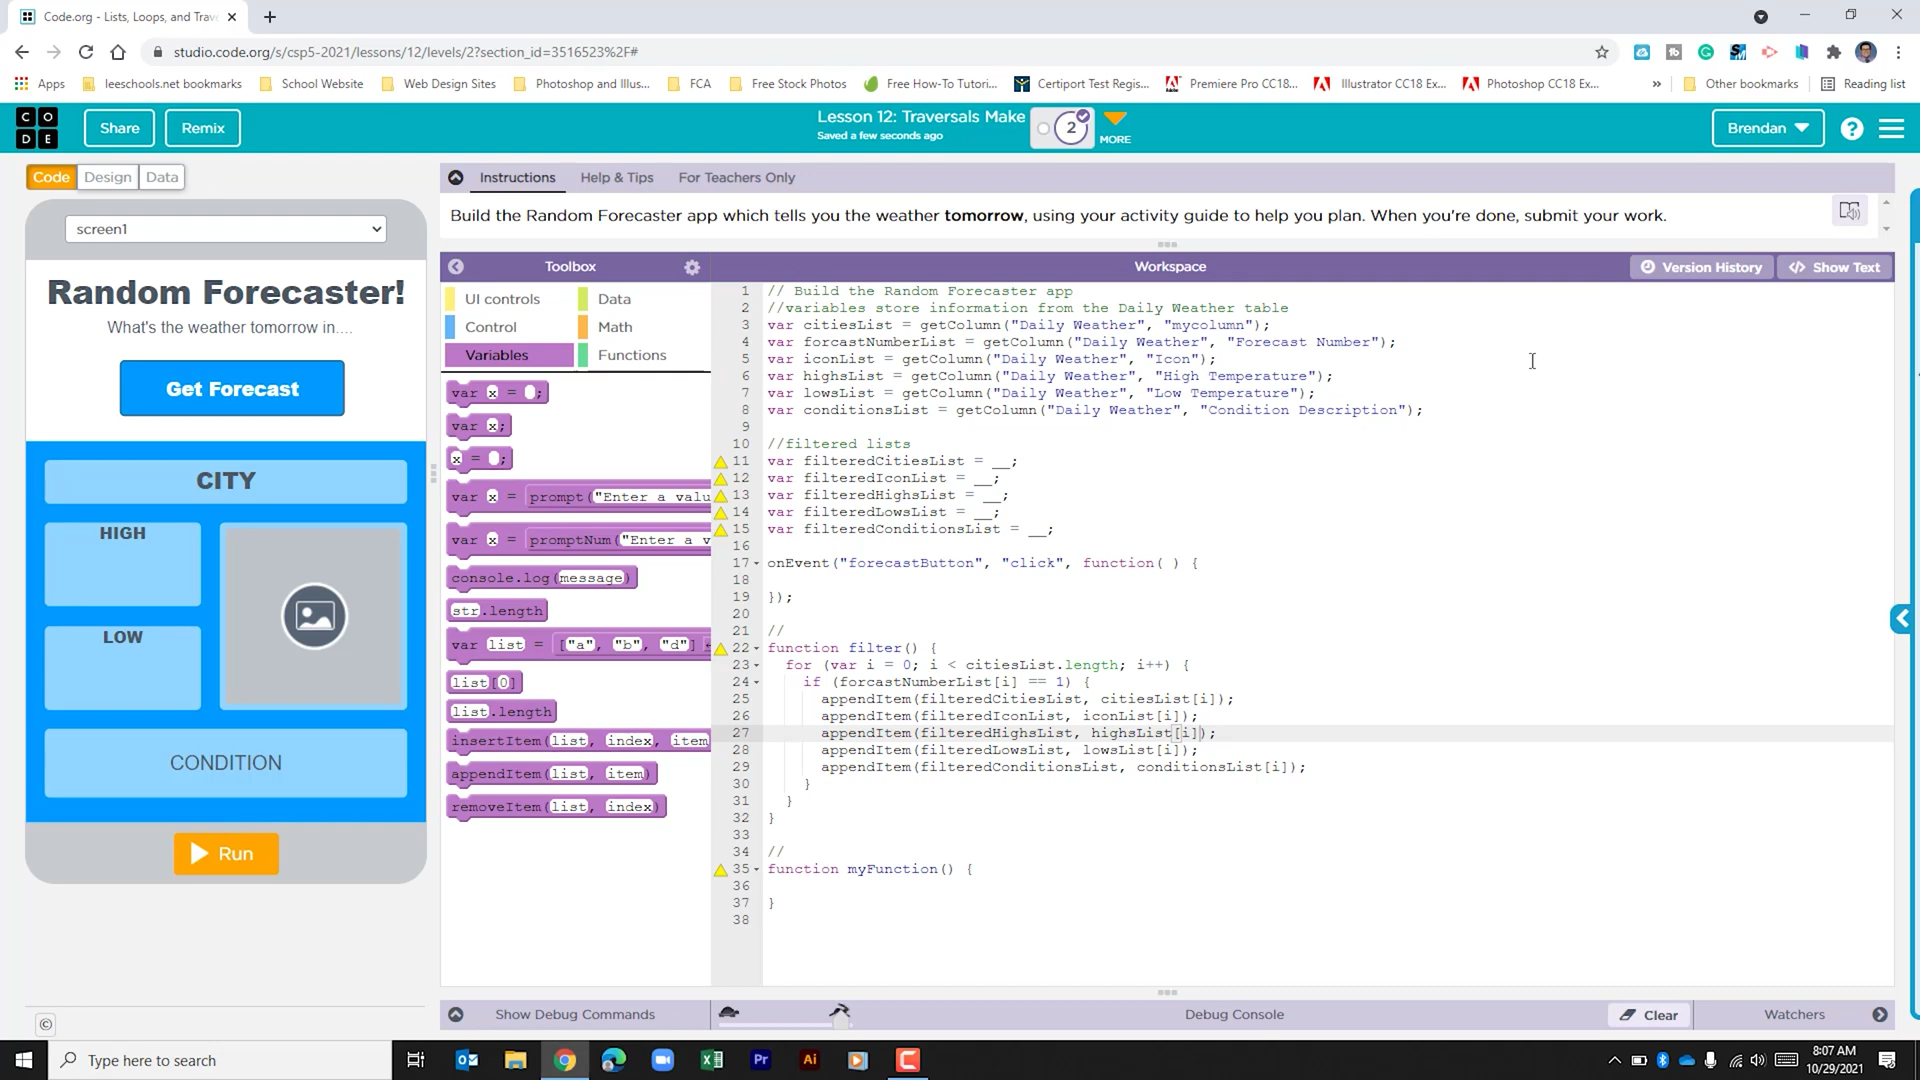 Code.org - Lists, Loops, and Trave
studio.code.org/s/csp5-2021/lessons/12/levels/2?section_id=3516523%2F#
Apps leeschools.net bookmarks School Website Web Design Sites Photoshop and Illus... FCA Free Stock Photos Free How-To Tutori... Certiport Test Regis... Premiere Pro CC18... Illustrator CC18 Ex... Photoshop CC18 Exa... » Other bookmarks Reading list
CODE Share Remix Lesson 12: Traversals Make 2 MORE Brendan ?
Saved a few seconds ago
Code Design Data
Instructions Help & Tips For Teachers Only
Build the Random Forecaster app which tells you the weather tomorrow, using your activity guide to help you plan. When you're done, submit your work.
screen1
Random Forecaster!
What's the weather tomorrow in....
Get Forecast
CITY
HIGH
LOW
CONDITION
Run
Toolbox
UI controls Data
Control Math
Variables Functions
var x = ;
var x;
x = ;
var x = prompt("Enter a valu
var x = promptNum("Enter a v
console.log(message)
str.length
var list = ["a", "b", "d"]
list[0]
list.length
insertItem(list, index, item
appendItem(list, item)
removeItem(list, index)
Workspace Version History Show Text
1 // Build the Random Forecaster app
2 //variables store information from the Daily Weather table
3 var citiesList = getColumn("Daily Weather", "mycolumn");
4 var forcastNumberList = getColumn("Daily Weather", "Forecast Number");
5 var iconList = getColumn("Daily Weather", "Icon");
6 var highsList = getColumn("Daily Weather", "High Temperature");
7 var lowsList = getColumn("Daily Weather", "Low Temperature");
8 var conditionsList = getColumn("Daily Weather", "Condition Description");
9
10 //filtered lists
11 var filteredCitiesList = __;
12 var filteredIconList = __;
13 var filteredHighsList = __;
14 var filteredLowsList = __;
15 var filteredConditionsList = __;
16
17 onEvent("forecastButton", "click", function( ) {
18
19 });
20
21 //
22 function filter() {
23 for (var i = 0; i < citiesList.length; i++) {
24 if (forcastNumberList[i] == 1) {
25 appendItem(filteredCitiesList, citiesList[i]);
26 appendItem(filteredIconList, iconList[i]);
27 appendItem(filteredHighsList, highsList[i]);
28 appendItem(filteredLowsList, lowsList[i]);
29 appendItem(filteredConditionsList, conditionsList[i]);
30 }
31 }
32 }
33
34 //
35 function myFunction() {
36
37 }
38
©
Show Debug Commands Debug Console Clear Watchers
Type here to search
Pr Ai
8:07 AM
10/29/2021